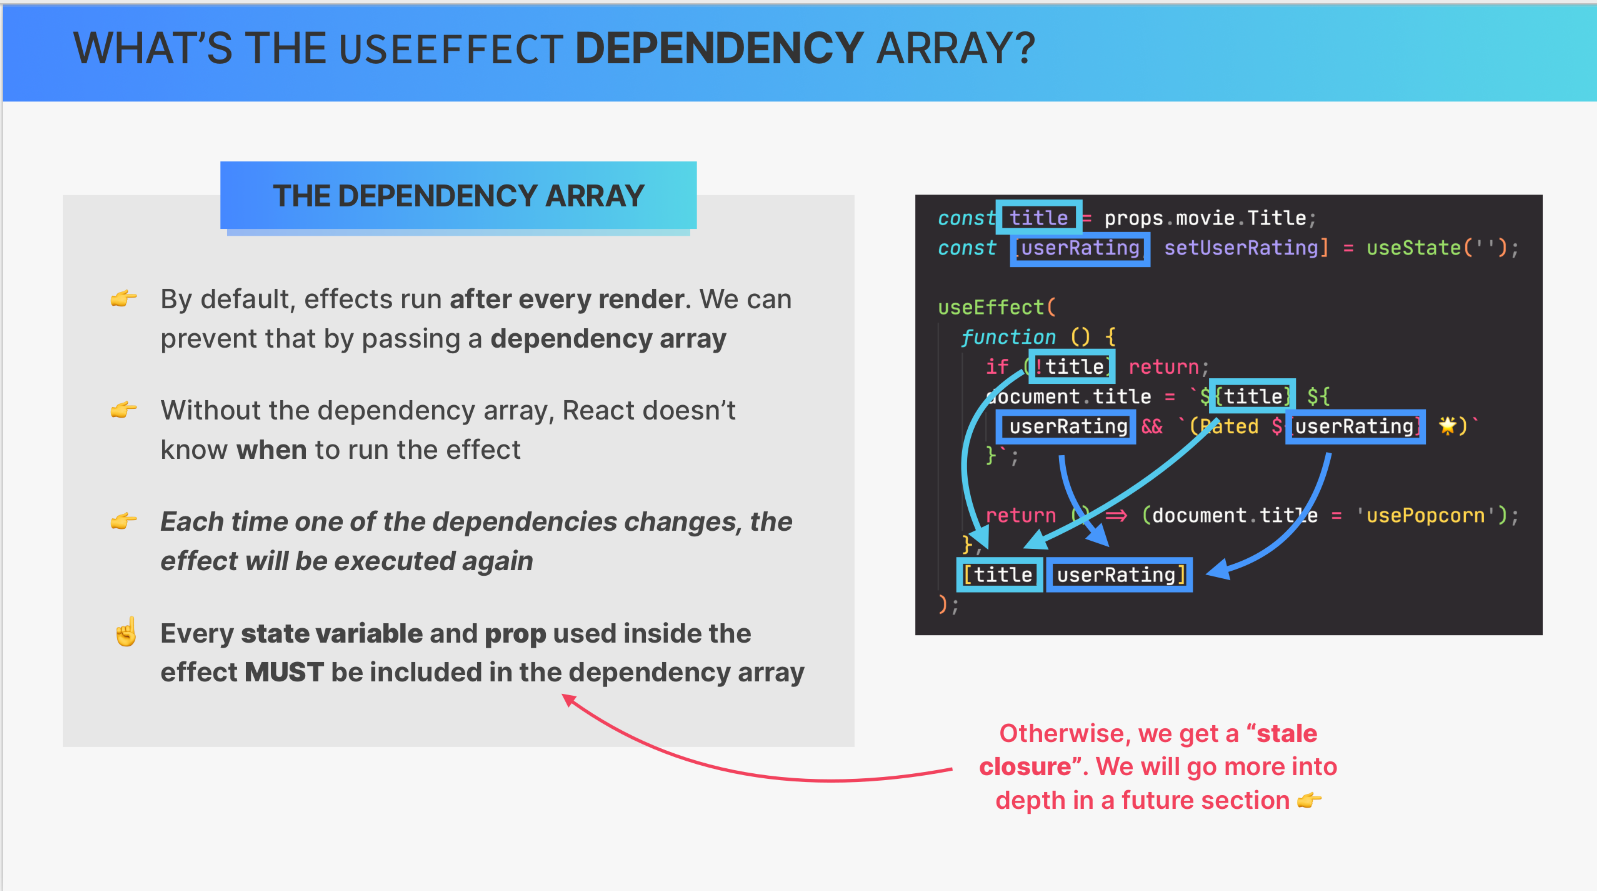 WHAT'S THE USEEFFECT DEPENDENCY ARRAY?
THE DEPENDENCY ARRAY
👉 By default, effects run after every render. We can
prevent that by passing a dependency array
👉 Without the dependency array, React doesn't
know when to run the effect
👉 Each time one of the dependencies changes, the
effect will be executed again
☝️ Every state variable and prop used inside the
effect MUST be included in the dependency array
const title = props.movie.Title;
const [userRating setUserRating] = useState('');
useEffect(
function () {
if (!title) return;
document.title = `${title} ${
userRating && `(Rated ${userRating} 🌟)`
}`;
return () => (document.title = 'usePopcorn');
},
[title userRating]
);
Otherwise, we get a “stale
closure”. We will go more into
depth in a future section 👉